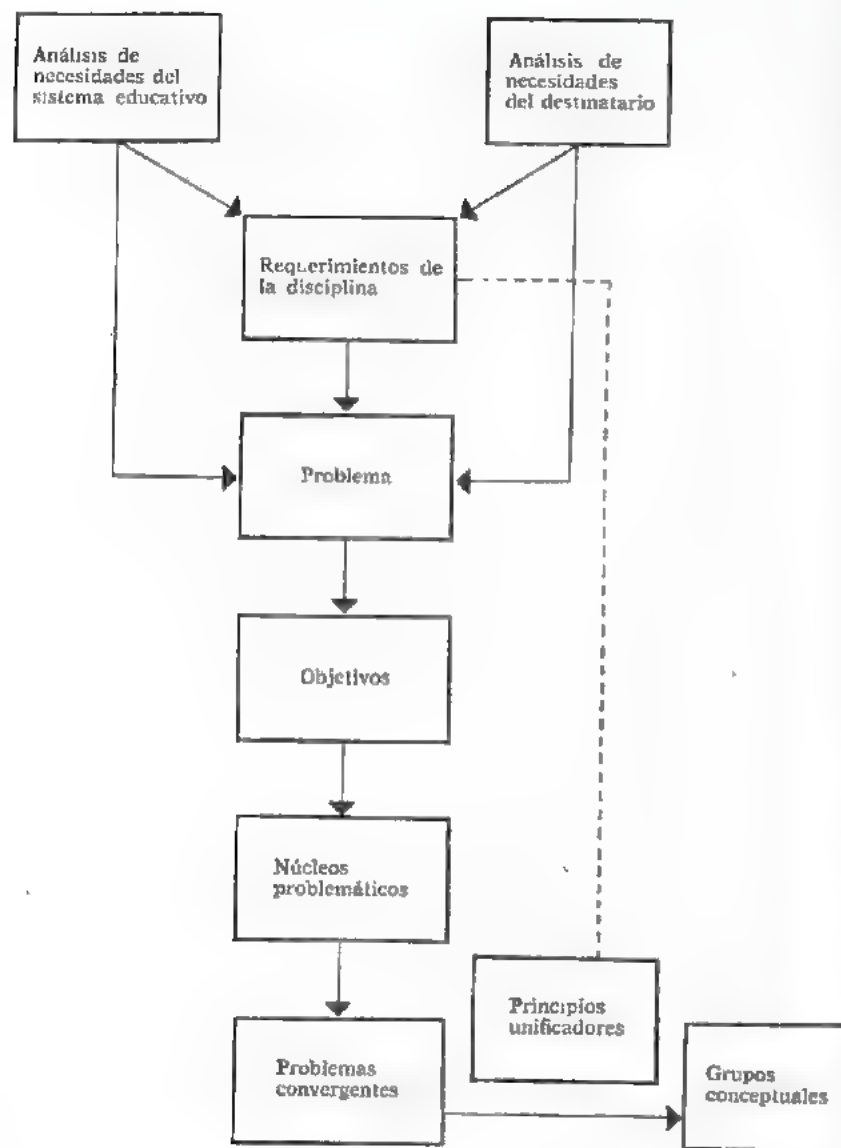 Análisis de
necesidades del
sistema educativo
Análisis de
necesidades
del destinatario
Requerimientos de
la disciplina
Problema
Objetivos
Núcleos
problemáticos
Principios
unificadores
Problemas
convergentes
Grupos
conceptuales